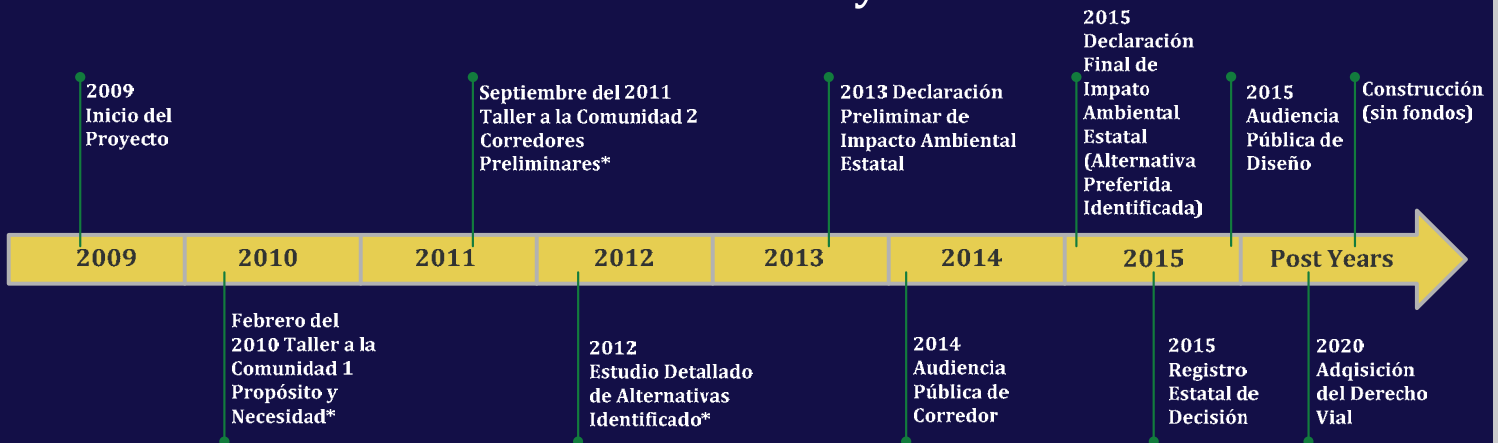 2009
Inicio del
Proyecto
Septiembre del 2011
Taller a la Comunidad 2
Corredores
Preliminares*
2013 Declaración
Preliminar de
Impacto Ambiental
Estatal
2015
Declaración
Final de
Impato
Ambiental
Estatal
(Alternativa
Preferida
Identificada)
2015
Audiencia
Pública de
Diseño
Construcción
(sin fondos)
2009
2010
2011
2012
2013
2014
2015
Post Years
Febrero del
2010 Taller a la
Comunidad 1
Propósito y
Necesidad*
2012
Estudio Detallado
de Alternativas
Identificado*
2014
Audiencia
Pública de
Corredor
2015
Registro
Estatal de
Decisión
2020
Adqisición
del Derecho
Vial